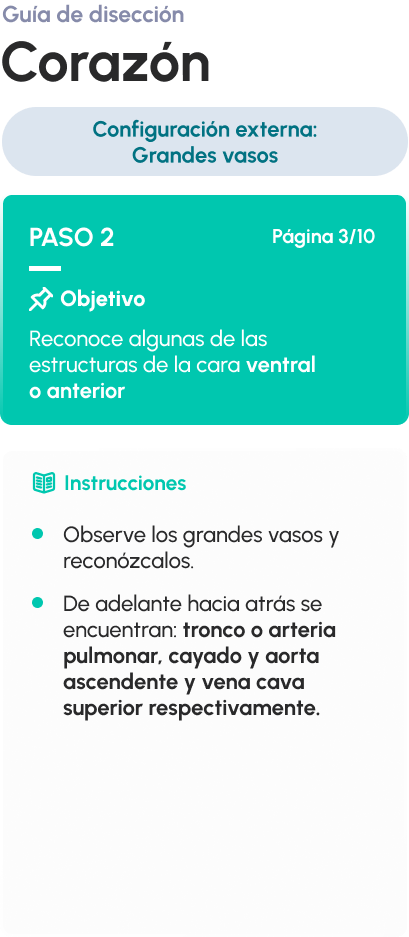 Guía de disección
Corazón
Configuración externa:
Grandes vasos
PASO 2
Página 3/10
Objetivo
Reconoce algunas de las
estructuras de la cara ventral
o anterior
Instrucciones
Observe los grandes vasos y
reconózcalos.
De adelante hacia atrás se
encuentran: tronco o arteria
pulmonar, cayado y aorta
ascendente y vena cava
superior respectivamente.